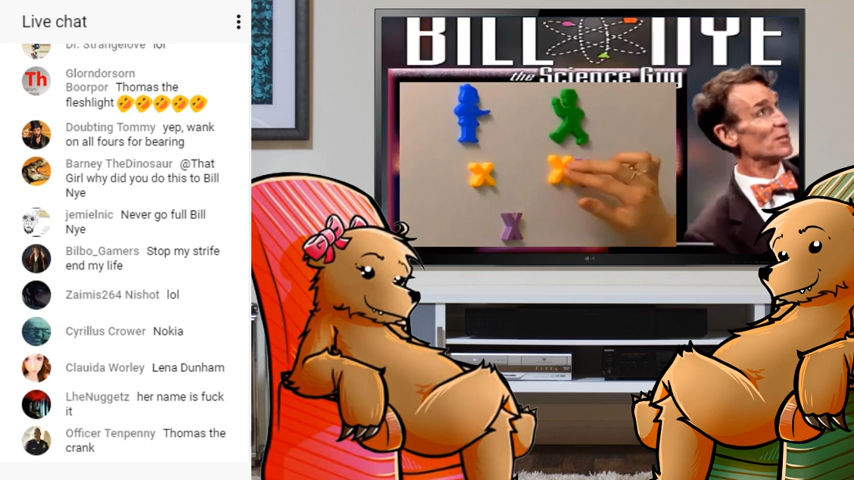 Live chat
Dr. Strangelove lol
Th
Glorndorsorn
Boorpor Thomas the
fleshlight
Doubting Tommy yep, wank
on all fours for bearing
Barney TheDinosaur @That
Girl why did you do this to Bill
Nye
jemielnic Never go full Bill
Nye
Bilbo_Gamers Stop my strife
end my life
Zaimis264 Nishot lol
Cyrillus Crower Nokia
Clauida Worley Lena Dunham
LheNuggetz her name is fuck
it
Officer Tenpenny Thomas the
crank
BILL NYE
the Science Guy
X X
X
LG